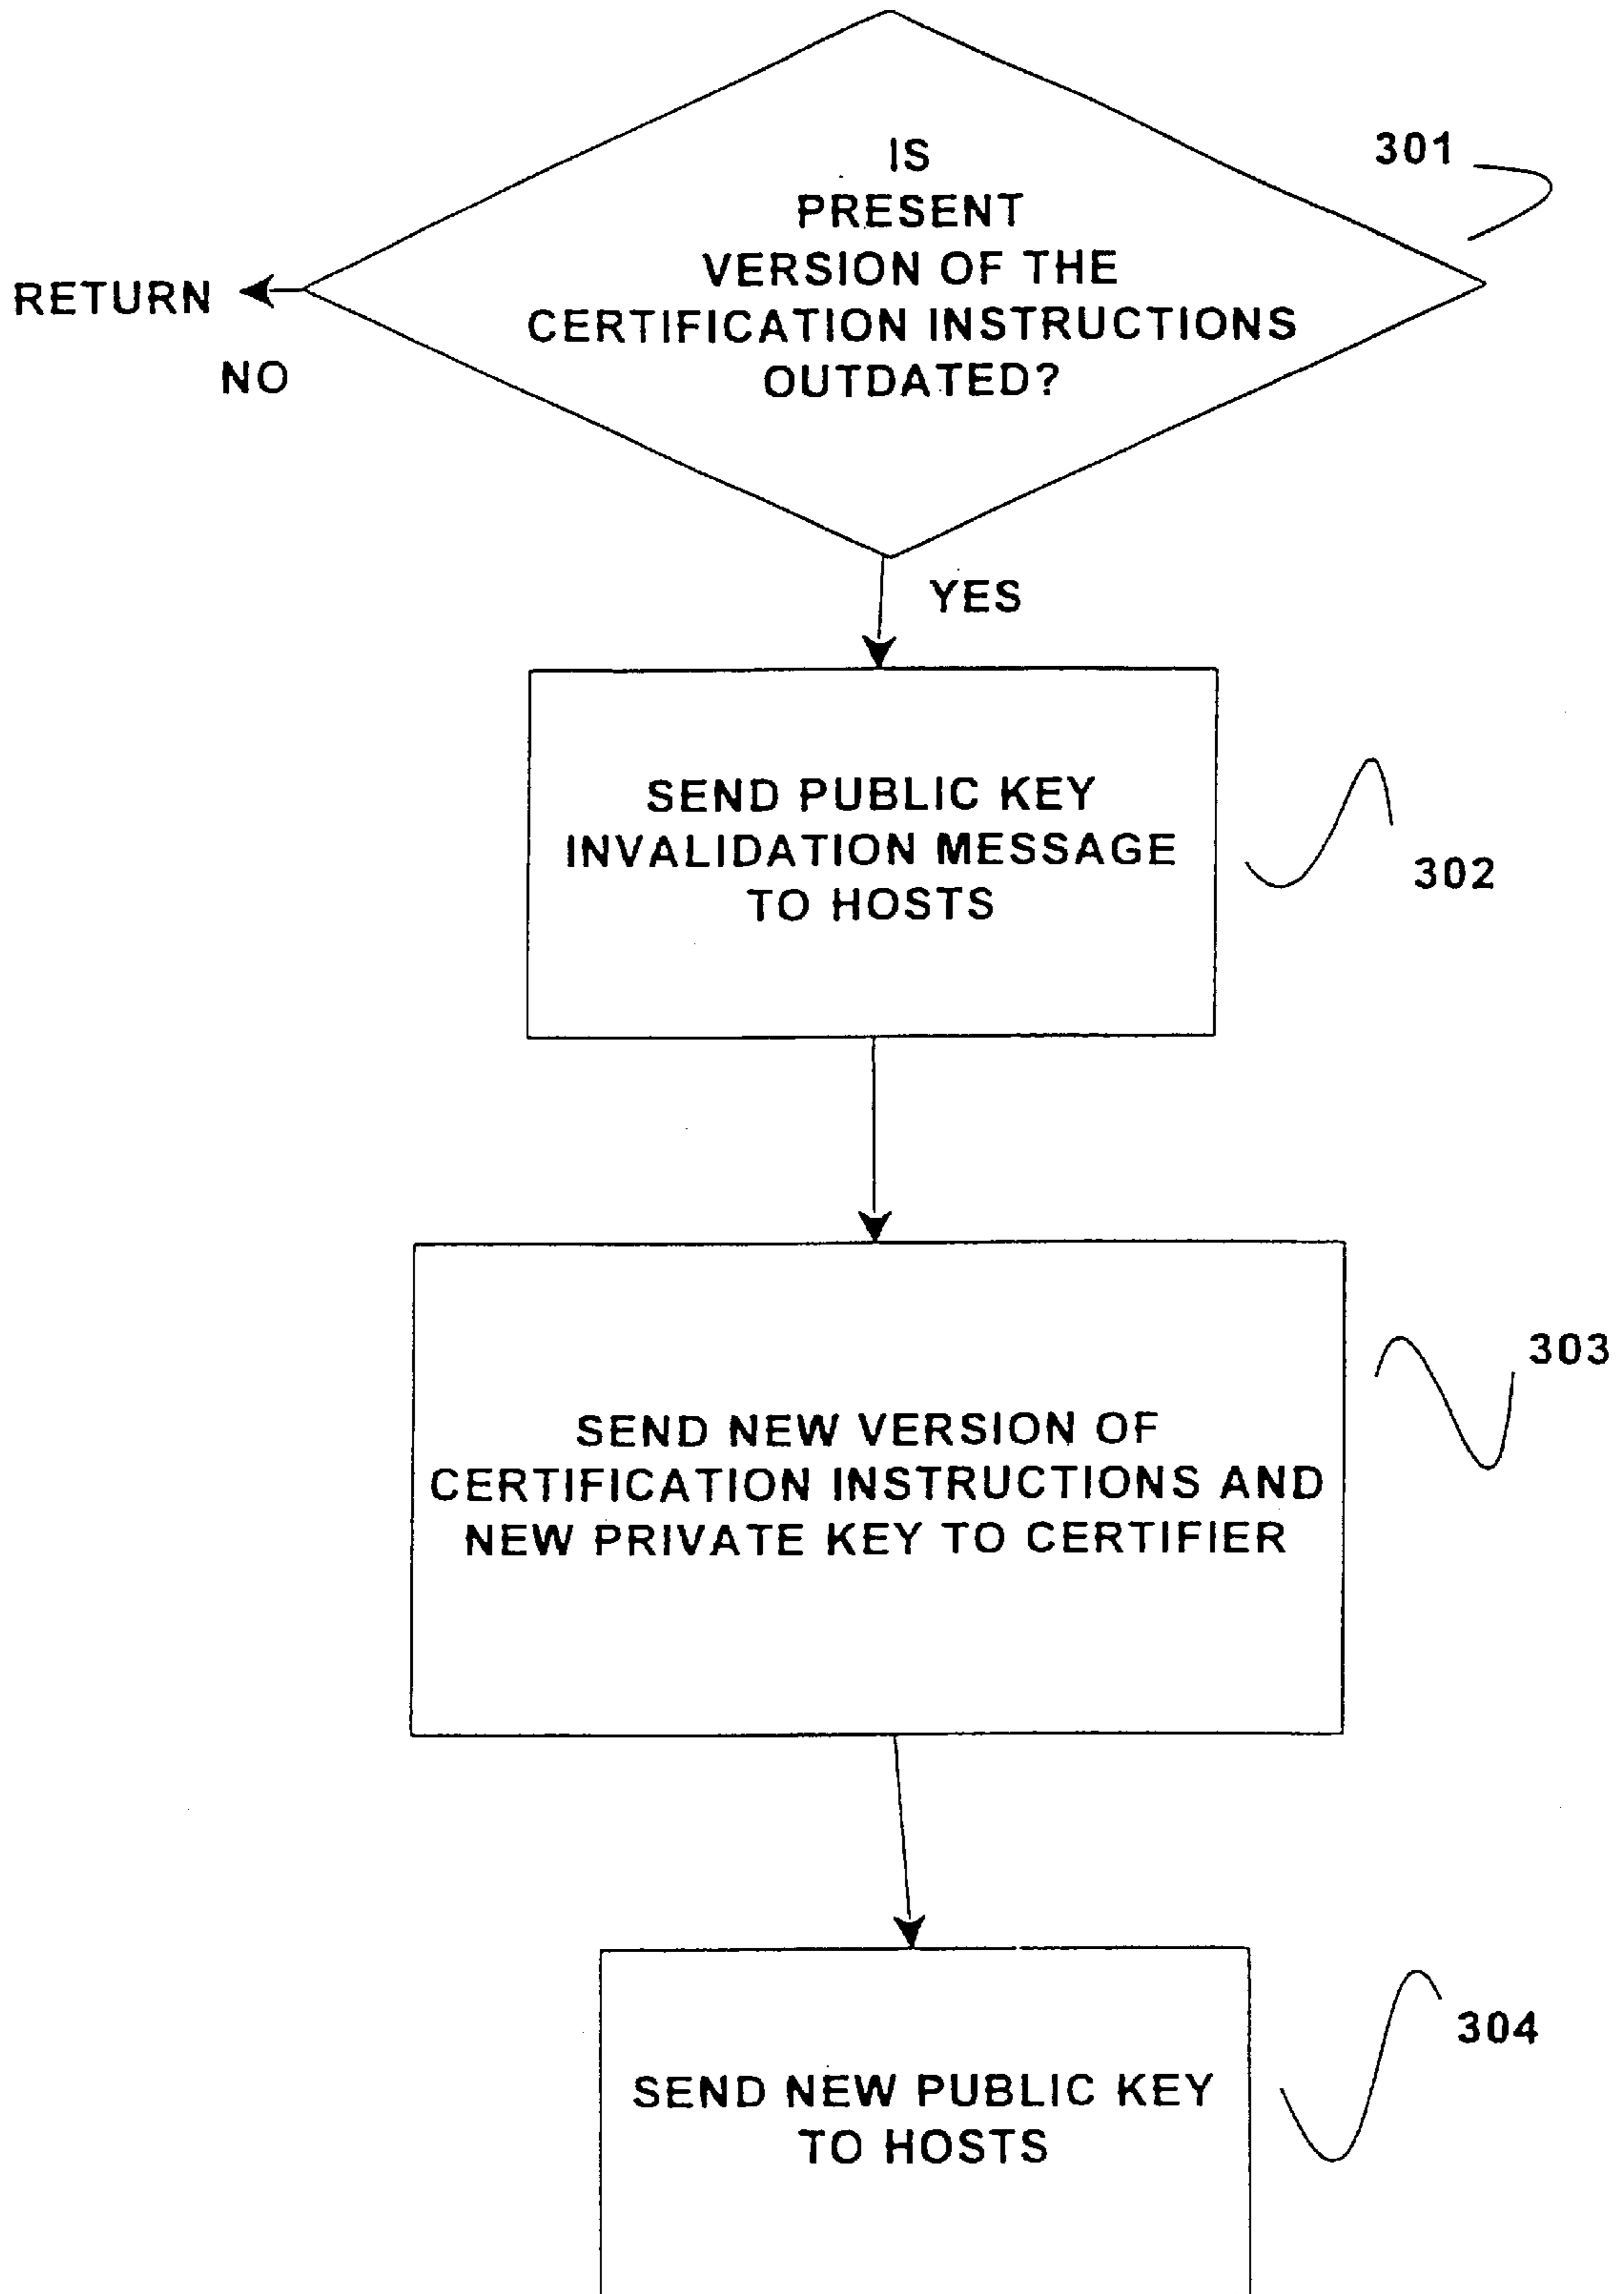 IS
PRESENT
VERSION OF THE
CERTIFICATION INSTRUCTIONS
OUTDATED?
301
RETURN
NO
YES
SEND PUBLIC KEY
INVALIDATION MESSAGE
TO HOSTS
302
SEND NEW VERSION OF
CERTIFICATION INSTRUCTIONS AND
NEW PRIVATE KEY TO CERTIFIER
303
SEND NEW PUBLIC KEY
TO HOSTS
304